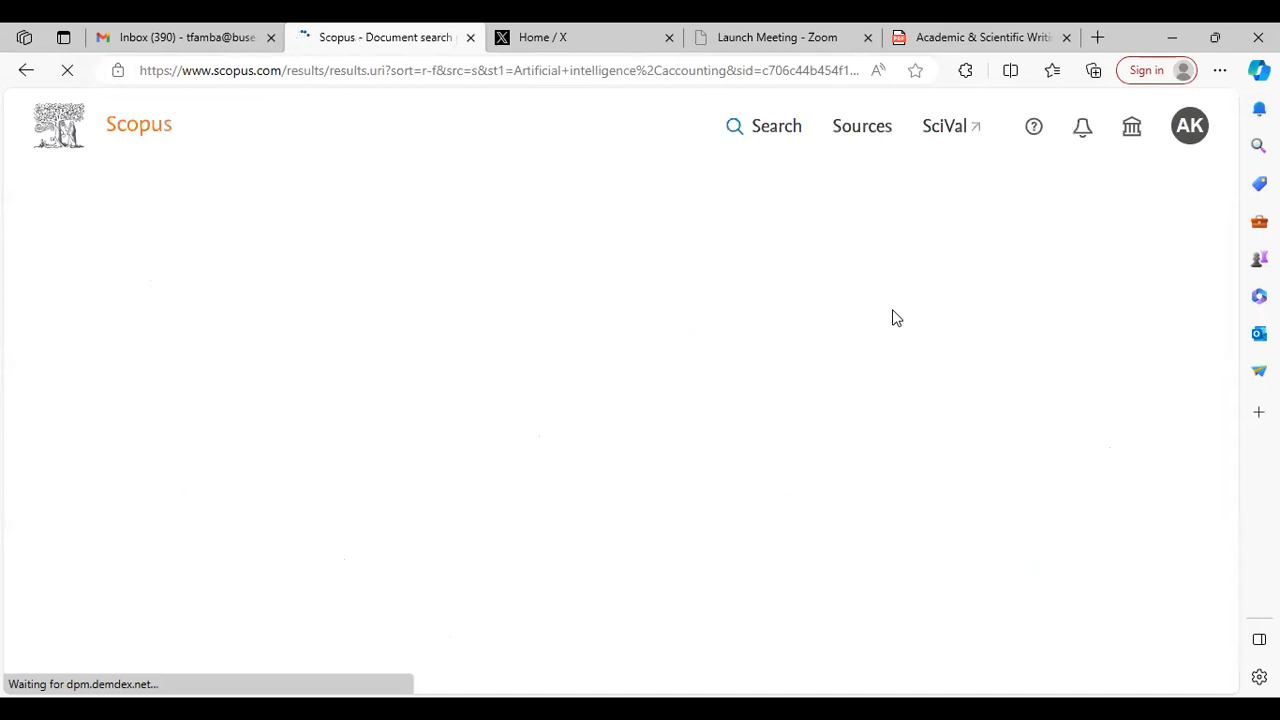 Inbox (390) - tfamba@buse
Scopus - Document search
Home / X
Launch Meeting - Zoom
Academic & Scientific Writi
https://www.scopus.com/results/results.uri?sort=r-f&src=s&st1=Artificial+intelligence%2Caccounting&sid=c706c44b454f1...
Sign in
Scopus
Search
Sources
SciVal
AK
Waiting for dpm.demdex.net...